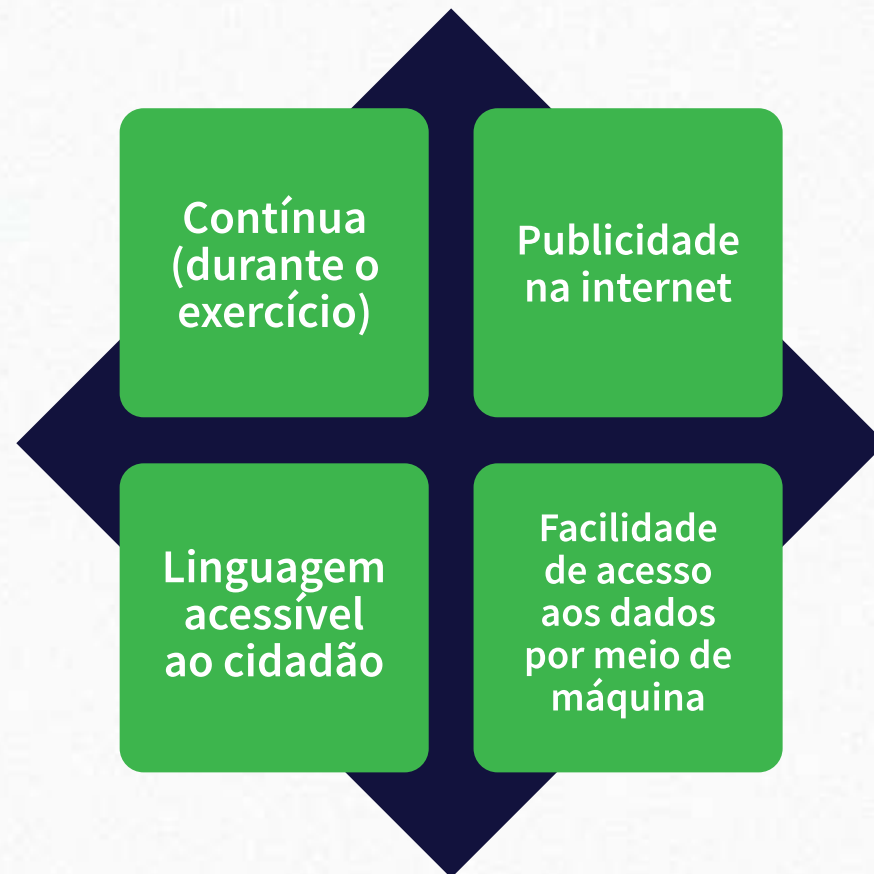 Contínua
(durante o
exercício)
Publicidade
na internet
Linguagem
acessível
ao cidadão
Facilidade
de acesso
aos dados
por meio de
máquina